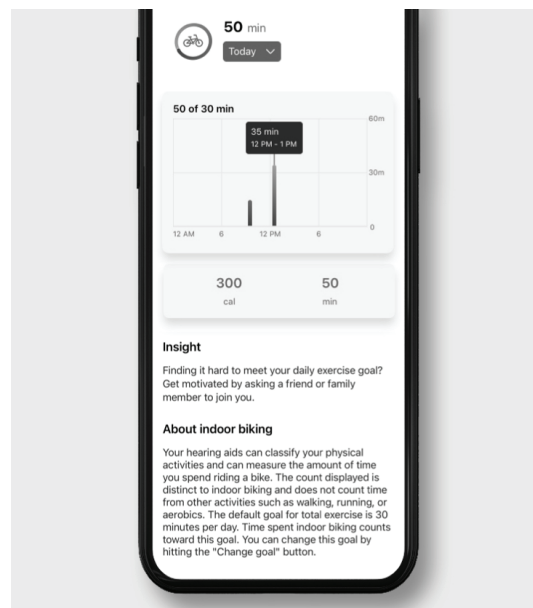 50 min
Today
50 of 30 min
60m
35 min
12 PM - 1 PM
30m
0
12 AM 6 12 PM 6
300 50
cal min
Insight
Finding it hard to meet your daily exercise goal?
Get motivated by asking a friend or family
member to join you.
About indoor biking
Your hearing aids can classify your physical
activities and can measure the amount of time
you spend riding a bike. The count displayed is
distinct to indoor biking and does not count time
from other activities such as walking, running, or
aerobics. The default goal for total exercise is 30
minutes per day. Time spent indoor biking counts
toward this goal. You can change this goal by
hitting the "Change goal" button.